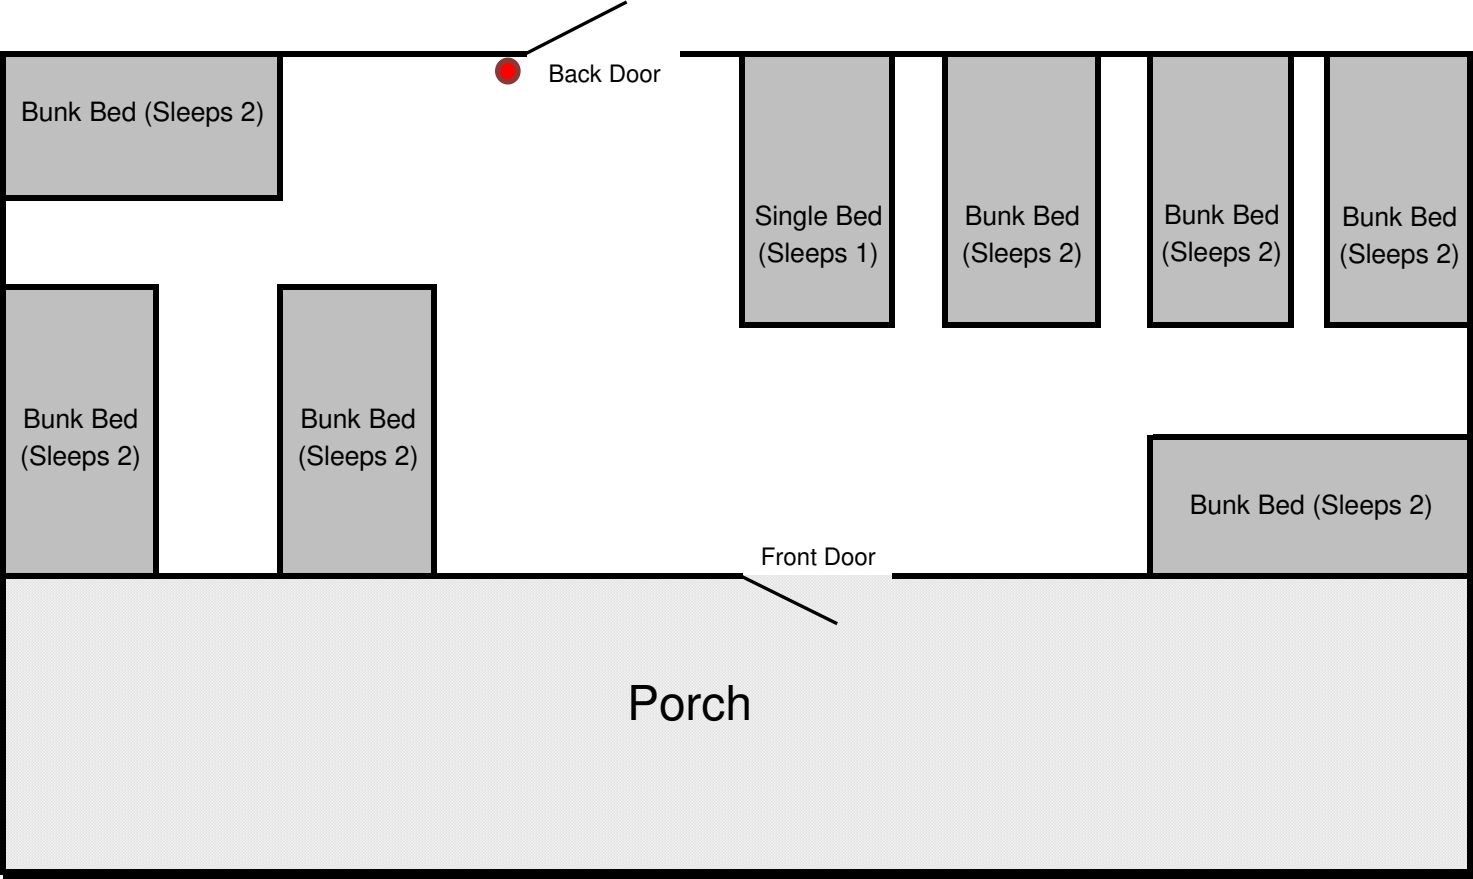 Back Door
Bunk Bed (Sleeps 2)
Single Bed
(Sleeps 1)
Bunk Bed
(Sleeps 2)
Bunk Bed
(Sleeps 2)
Bunk Bed
(Sleeps 2)
Bunk Bed
(Sleeps 2)
Bunk Bed
(Sleeps 2)
Bunk Bed (Sleeps 2)
Front Door
Porch